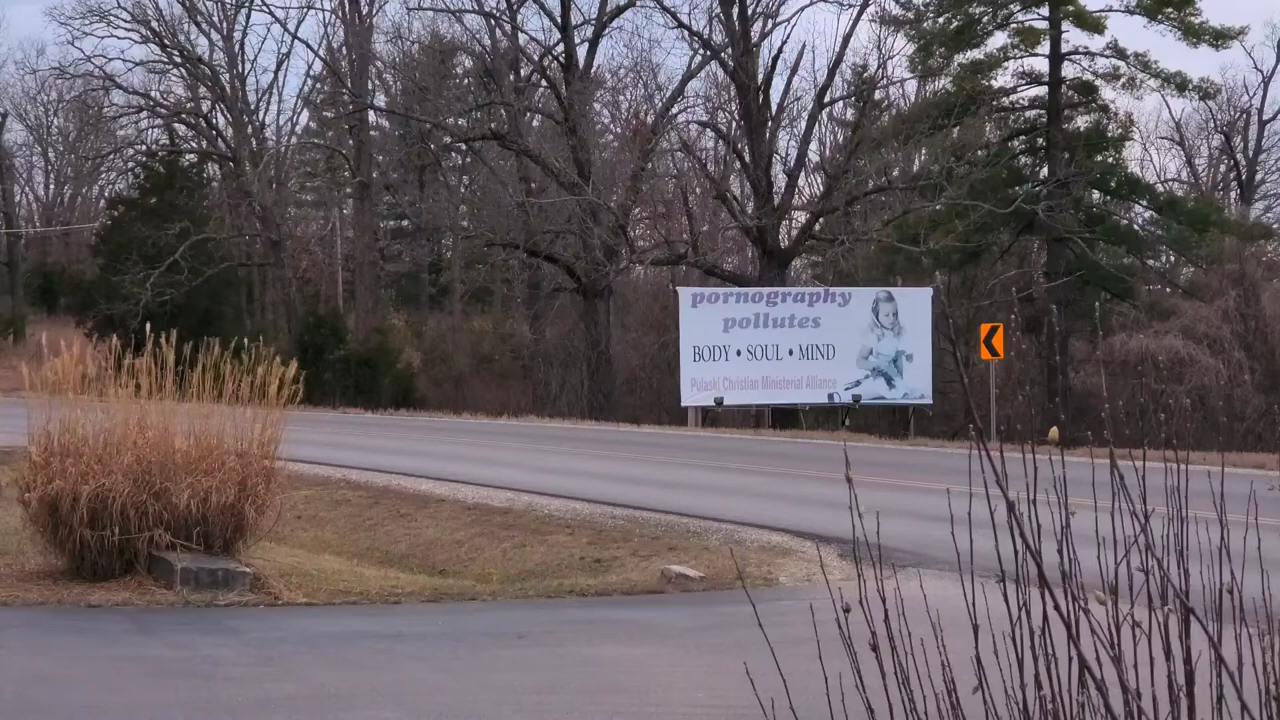 pornography
pollutes
BODY • SOUL • MIND
Pulaski Christian Ministerial Alliance